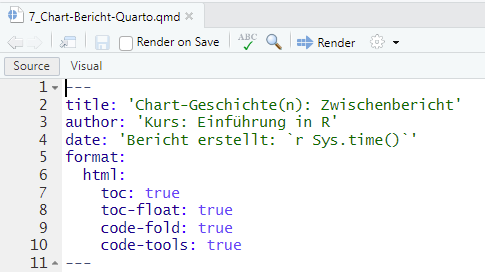 7_Chart-Bericht-Quarto.qmd
Render on Save ABC Render
Source Visual
1 ---
2 title: 'Chart-Geschichte(n): Zwischenbericht'
3 author: 'Kurs: Einführung in R'
4 date: 'Bericht erstellt: `r Sys.time()`'
5 format:
6 html:
7 toc: true
8 toc-float: true
9 code-fold: true
10 code-tools: true
11 ---